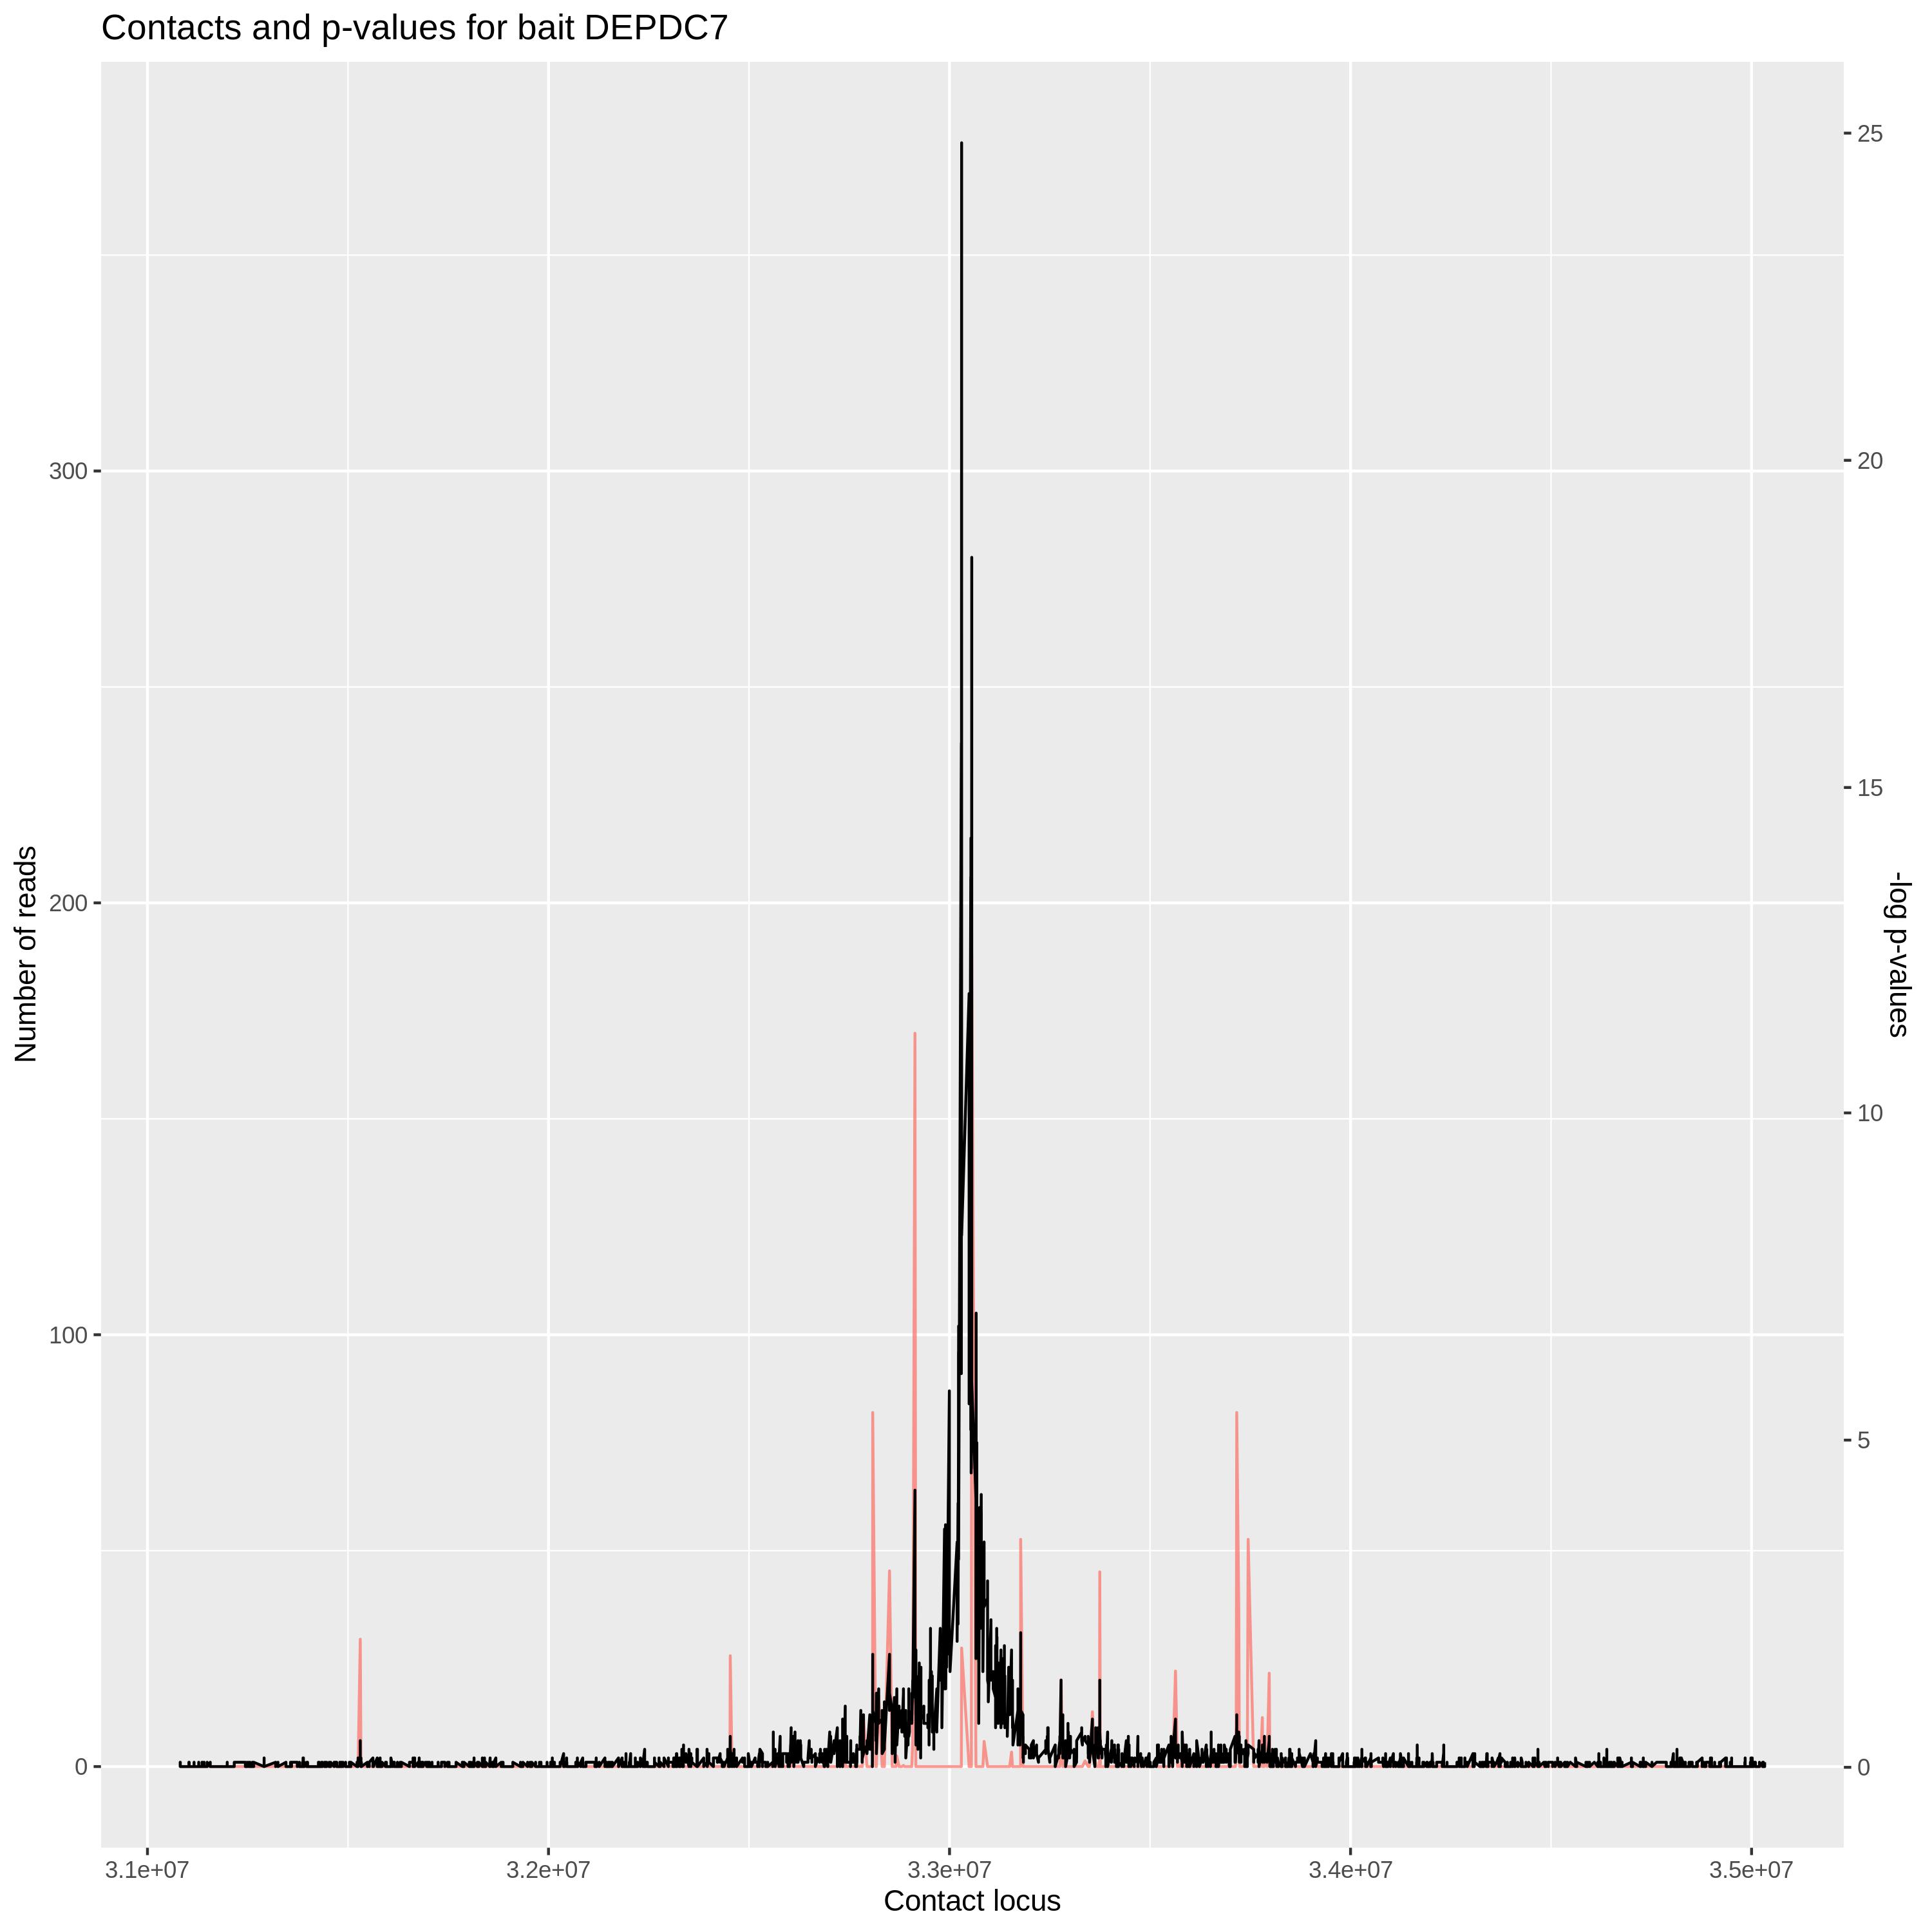 Contacts and p-values for bait DEPDC7
Number of reads
300
200
100
0
25
20
15
10
5
0
-log p-values
3.1e+07 3.2e+07 3.3e+07 3.4e+07 3.5e+07
Contact locus